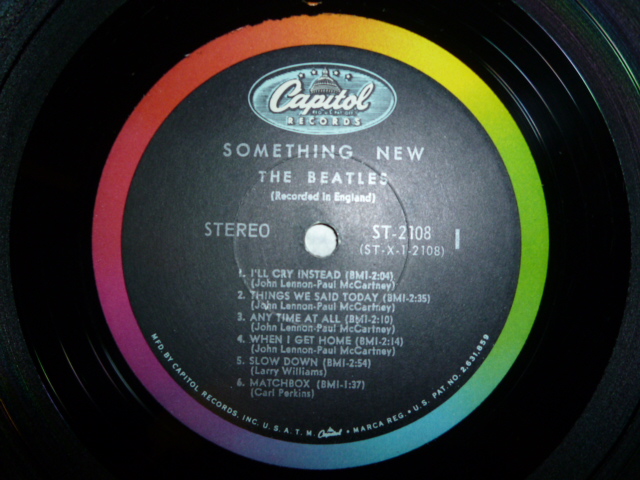 Capitol
RECORDS
SOMETHING NEW
THE BEATLES
(Recorded in England)
STEREO
ST-2108
(ST-X-1-2108)
1
1. I'LL CRY INSTEAD (BMI-2:04)
(John Lennon-Paul McCartney)
2. THINGS WE SAID TODAY (BMI-2:35)
(John Lennon-Paul McCartney)
3. ANY TIME AT ALL (BMI-2:10)
(John Lennon-Paul McCartney)
4. WHEN I GET HOME (BMI-2:14)
(John Lennon-Paul McCartney)
5. SLOW DOWN (BMI-2:54)
(Larry Williams)
6. MATCHBOX (BMI-1:37)
(Carl Perkins)
MFD. BY CAPITOL RECORDS, INC. U.S.A. T.M. Capitol • MARCA REG. • U.S. PAT. NO. 2,631,859